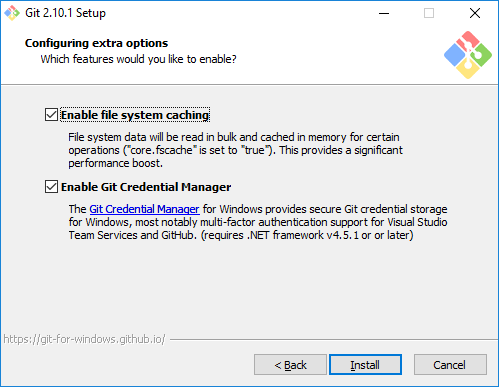 Git 2.10.1 Setup
Configuring extra options
Which features would you like to enable?
Enable file system caching
File system data will be read in bulk and cached in memory for certain
operations ("core.fscache" is set to "true"). This provides a significant
performance boost.
Enable Git Credential Manager
The Git Credential Manager for Windows provides secure Git credential storage
for Windows, most notably multi-factor authentication support for Visual Studio
Team Services and GitHub. (requires .NET framework v4.5.1 or or later)
https://git-for-windows.github.io/
< Back
Install
Cancel